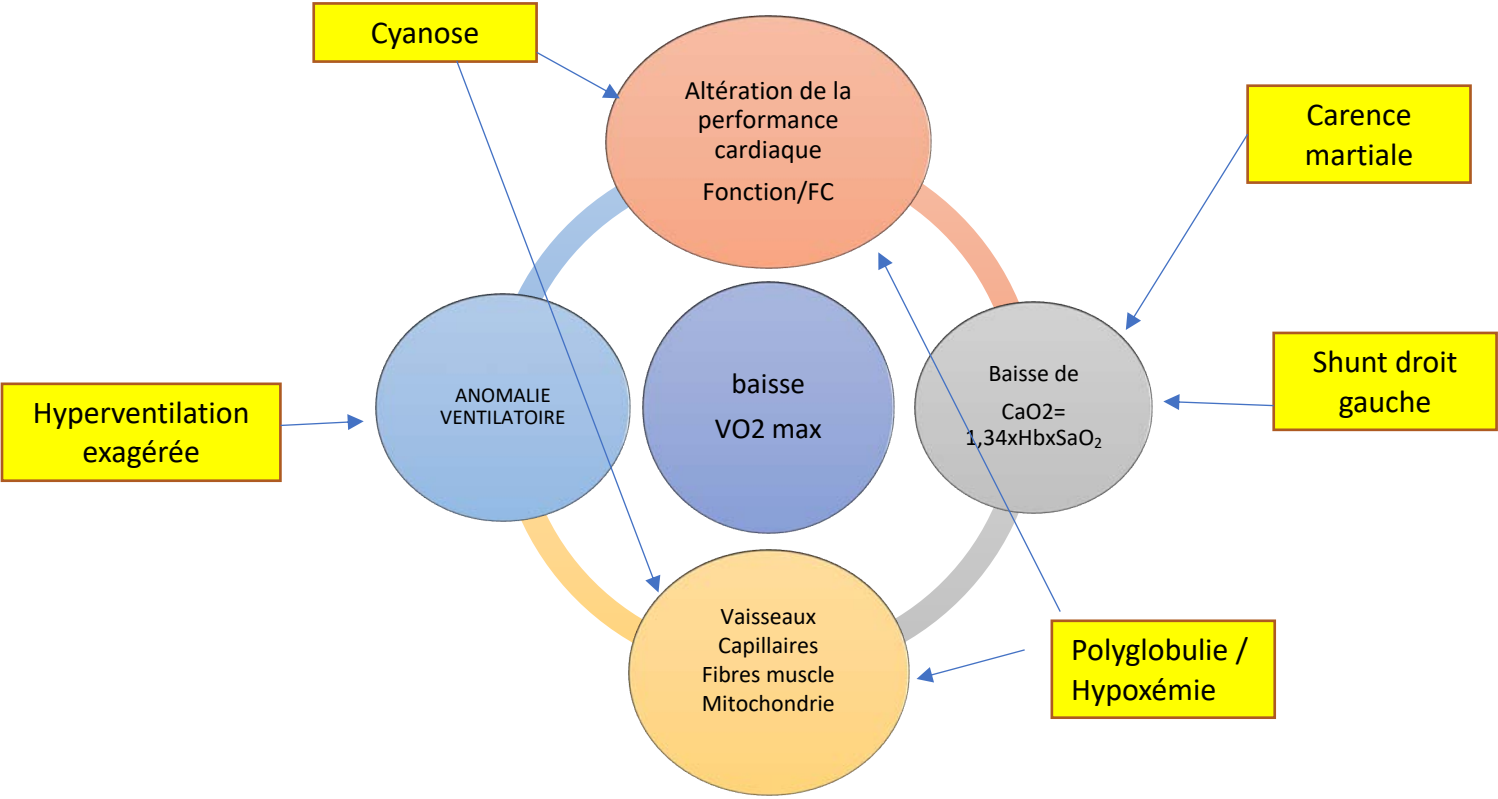 Cyanose
Altération de la
performance
cardiaque
Fonction/FC
Carence
martiale
Hyperventilation
exagérée
ANOMALIE
VENTILATOIRE
baisse
VO2 max
Baisse de
CaO2=
1,34xHbxSaO₂
Shunt droit
gauche
Vaisseaux
Capillaires
Fibres muscle
Mitochondrie
Polyglobulie /
Hypoxémie